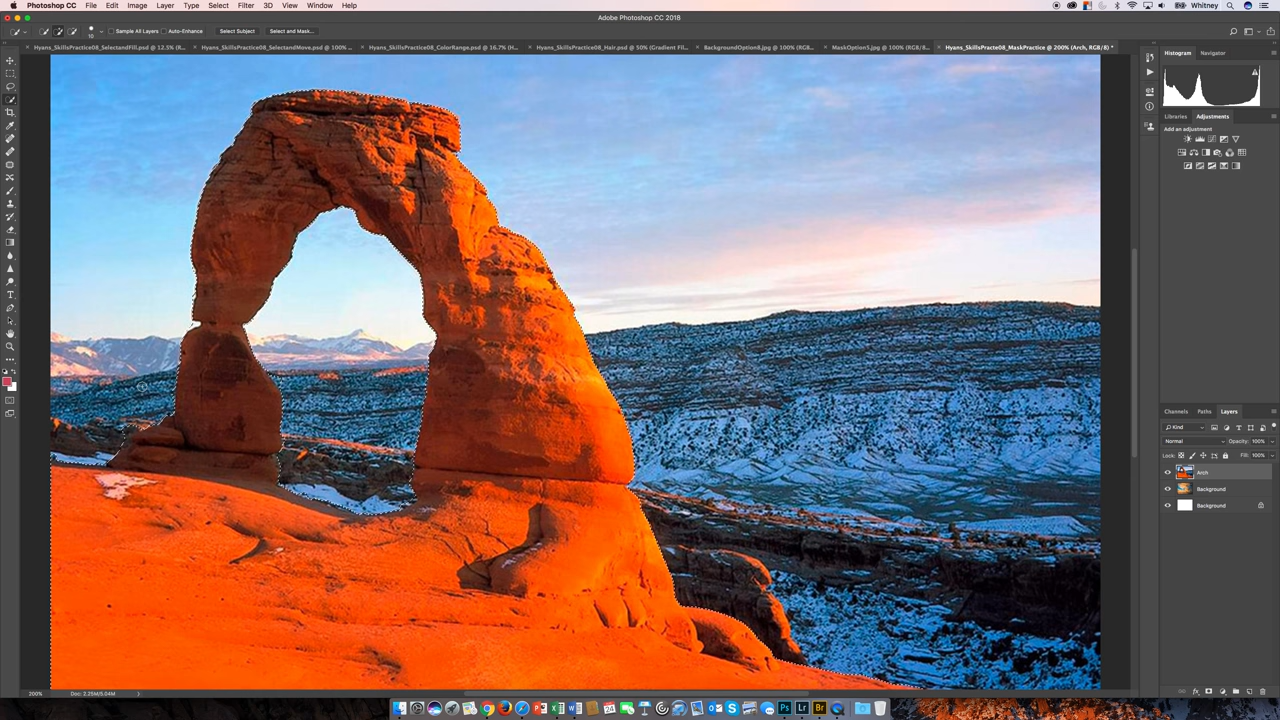 Photoshop CC File Edit Image Layer Type Select Filter 3D View Window Help Whitney
Adobe Photoshop CC 2018
10 Sample All Layers Auto-Enhance Select Subject Select and Mask...
Hyans_SkillsPractice08_SelectandFill.psd @ 12.5% (R... Hyans_SkillsPractice08_SelectandMove.psd @ 100% ... Hyans_SkillsPractice08_ColorRange.psd @ 16.7% (H... Hyans_SkillsPractice08_Hair.psd @ 50% (Gradient Fil... BackgroundOption8.jpg @ 100% (RGB... MaskOption5.jpg @ 100% (RGB/8... Hyans_SkillsPracte08_MaskPractice @ 200% (Arch, RGB/8) *
Histogram Navigator
Libraries Adjustments
Add an adjustment
Channels Paths Layers
Kind
Normal Opacity: 100%
Lock: Fill: 100%
Arch
Background
Background
200% Doc: 2.25M/5.04M